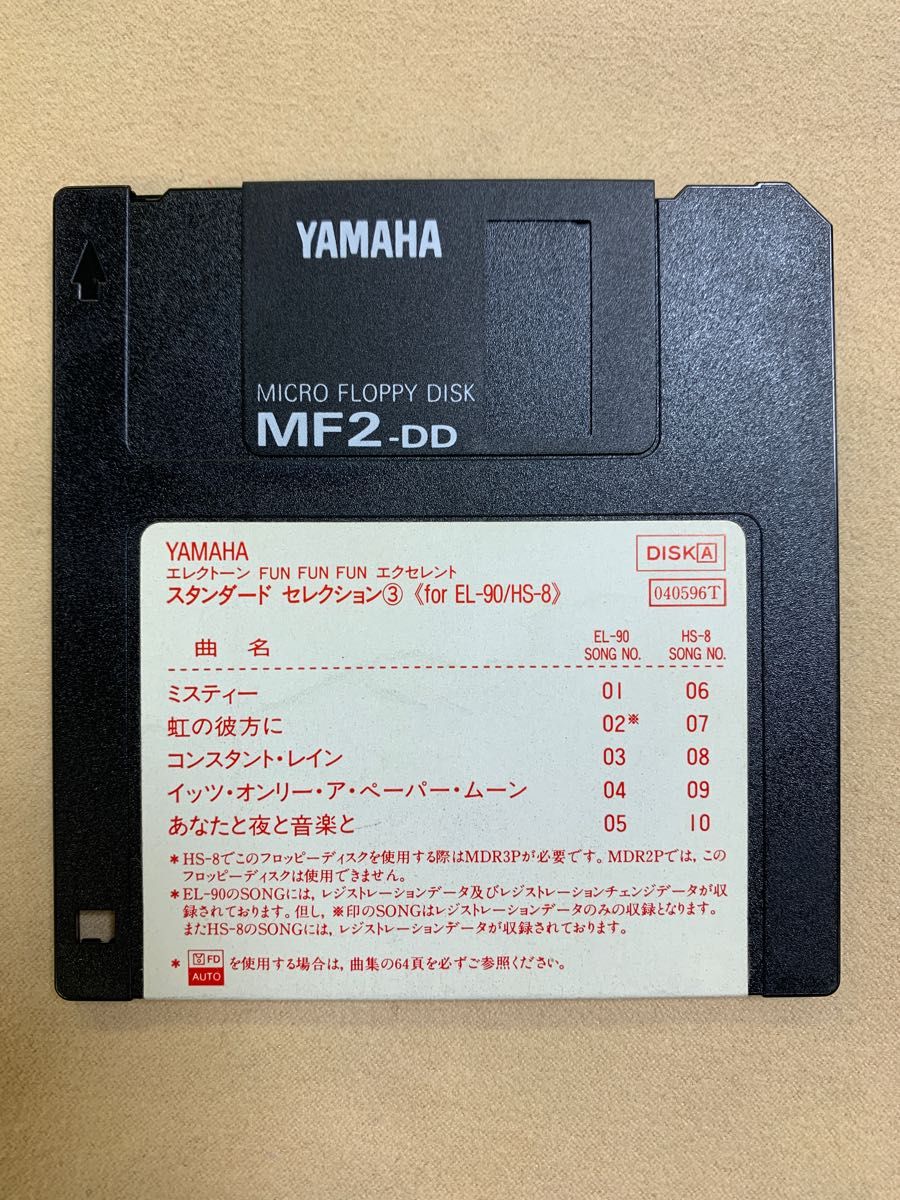 YAMAHA
MICRO FLOPPY DISK
MF2-DD
YAMAHA
DISK A
エレクトーン FUN FUN FUN エクセレント
スタンダード セレクション③《for EL-90/HS-8》
040596T
曲 名 EL-90 SONG NO. HS-8 SONG NO.
ミスティー 01 06
虹の彼方に 02※ 07
コンスタント・レイン 03 08
イッツ・オンリー・ア・ペーパー・ムーン 04 09
あなたと夜と音楽と 05 10
*HS-8でこのフロッピーディスクを使用する際はMDR3Pが必要です。MDR2Pでは,この
フロッピーディスクは使用できません。
*EL-90のSONGには,レジストレーションデータ及びレジストレーションチェンジデータが収
録されております。但し,※印のSONGはレジストレーションデータのみの収録となります。
またHS-8のSONGには,レジストレーションデータが収録されております。
* FD AUTO を使用する場合は,曲集の64頁を必ずご参照ください。